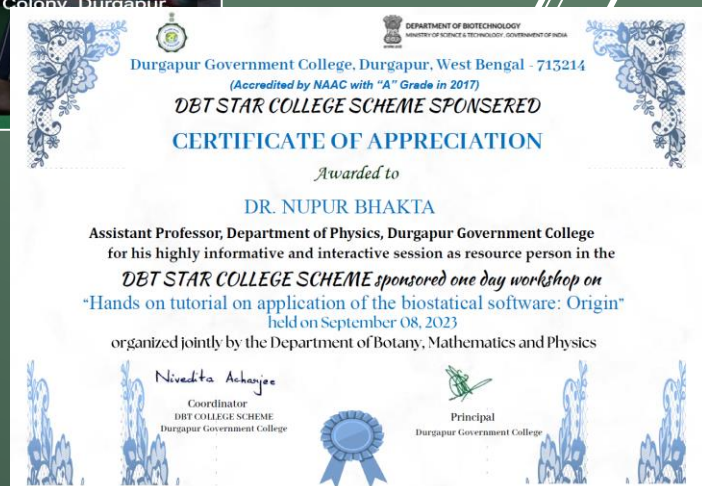 Colony, Durgapur
DEPARTMENT OF BIOTECHNOLOGY
MINISTRY OF SCIENCE & TECHNOLOGY, GOVERNMENT OF INDIA
Durgapur Government College, Durgapur, West Bengal - 713214
(Accredited by NAAC with “A” Grade in 2017)
DBT STAR COLLEGE SCHEME SPONSERED
CERTIFICATE OF APPRECIATION
Awarded to
DR. NUPUR BHAKTA
Assistant Professor, Department of Physics, Durgapur Government College
for his highly informative and interactive session as resource person in the
DBT STAR COLLEGE SCHEME sponsored one day workshop on
“Hands on tutorial on application of the biostatical software: Origin”
held on September 08, 2023
organized jointly by the Department of Botany, Mathematics and Physics
Nivedita Acharjee
Coordinator
DBT COLLEGE SCHEME
Durgapur Government College
Principal
Durgapur Government College